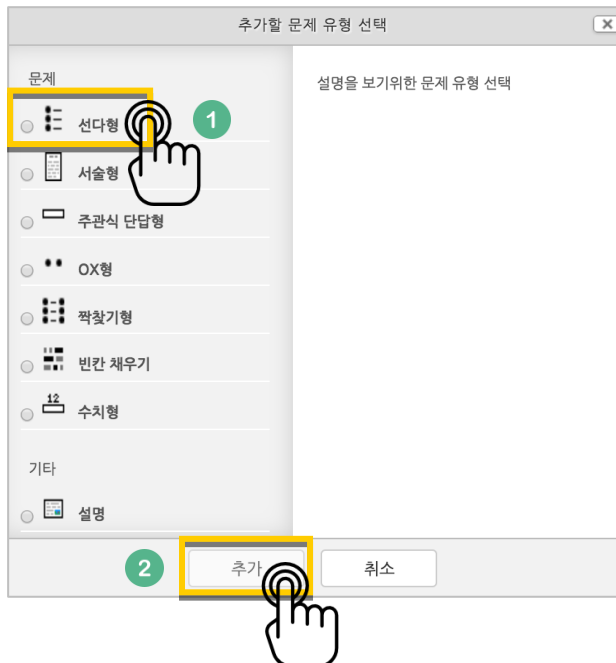 추가할 문제 유형 선택
X
문제
설명을 보기위한 문제 유형 선택
선다형
1
서술형
주관식 단답형
OX형
짝찾기형
빈칸 채우기
12
수치형
기타
설명
2
추가
취소